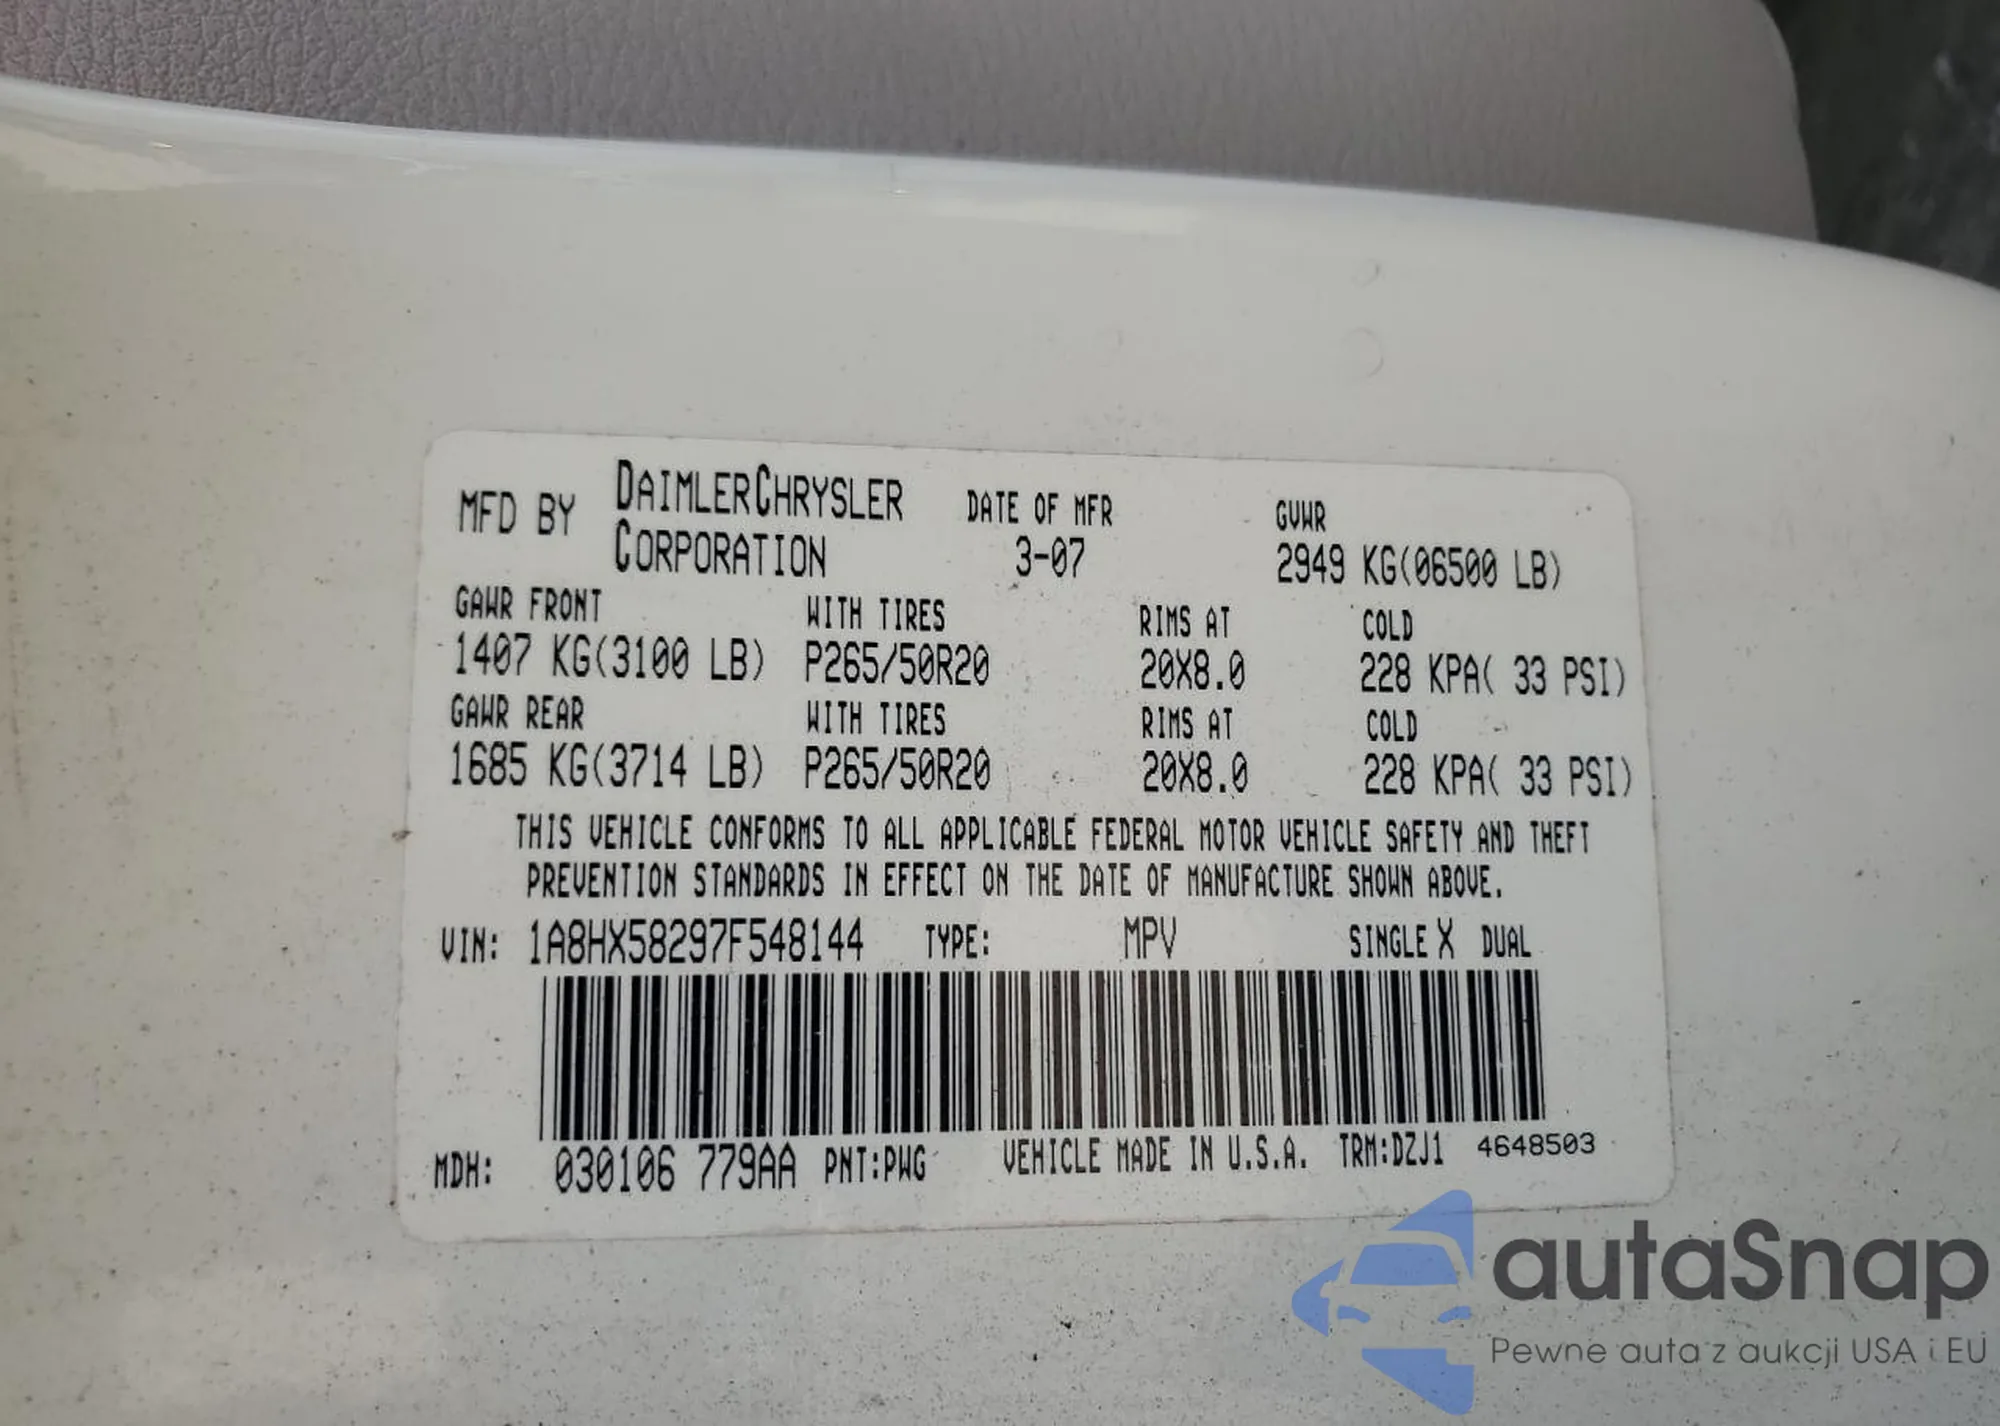 MFD BY DAIMLERCHRYSLER CORPORATION DATE OF MFR 3-07 GVWR 2949 KG(06500 LB)
GAWR FRONT WITH TIRES RIMS AT COLD
1407 KG(3100 LB) P265/50R20 20X8.0 228 KPA( 33 PSI)
GAWR REAR WITH TIRES RIMS AT COLD
1685 KG(3714 LB) P265/50R20 20X8.0 228 KPA( 33 PSI)
THIS VEHICLE CONFORMS TO ALL APPLICABLE FEDERAL MOTOR VEHICLE SAFETY AND THEFT
PREVENTION STANDARDS IN EFFECT ON THE DATE OF MANUFACTURE SHOWN ABOVE.
VIN: 1A8HX58297F548144 TYPE: MPV SINGLE X DUAL
MDH: 030106 779AA PNT:PWG VEHICLE MADE IN U.S.A. TRM:DZJ1 4648503
autaSnap
Pewne auta z aukcji USA i EU